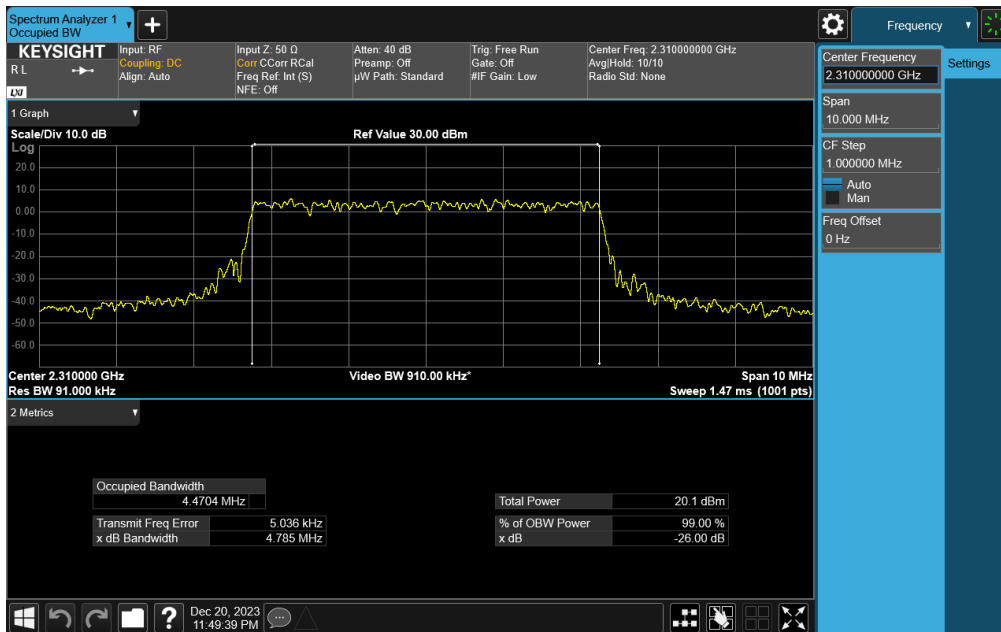 Spectrum Analyzer 1
Occupied BW
Frequency
KEYSIGHT
R L
LXI
Input: RF
Coupling: DC
Align: Auto
Input Z: 50 Ω
Corr CCorr RCal
Freq Ref: Int (S)
NFE: Off
Atten: 40 dB
Preamp: Off
µW Path: Standard
Trig: Free Run
Gate: Off
#IF Gain: Low
Center Freq: 2.310000000 GHz
Avg|Hold: 10/10
Radio Std: None
Center Frequency
2.310000000 GHz
Settings
Span
10.000 MHz
CF Step
1.000000 MHz
Auto
Man
Freq Offset
0 Hz
1 Graph
Scale/Div 10.0 dB
Ref Value 30.00 dBm
Log
20.0
10.0
0.00
-10.0
-20.0
-30.0
-40.0
-50.0
-60.0
Center 2.310000 GHz
Video BW 910.00 kHz*
Span 10 MHz
Res BW 91.000 kHz
Sweep 1.47 ms (1001 pts)
2 Metrics
Occupied Bandwidth
4.4704 MHz
Transmit Freq Error 5.036 kHz
x dB Bandwidth 4.785 MHz
Total Power 20.1 dBm
% of OBW Power 99.00 %
x dB -26.00 dB
Dec 20, 2023
11:49:39 PM